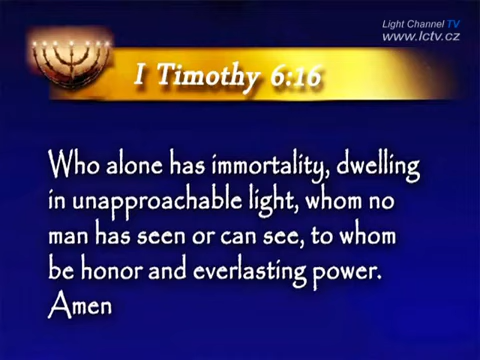 Light Channel TV
www.lctv.cz
I Timothy 6:16
Who alone has immortality, dwelling
in unapproachable light, whom no
man has seen or can see, to whom
be honor and everlasting power.
Amen